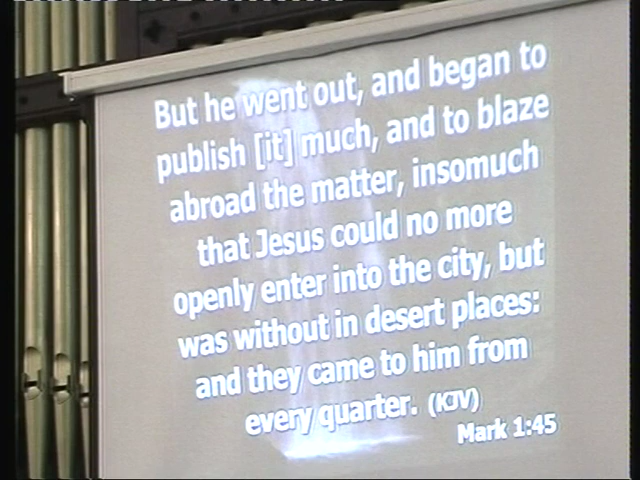 But he went out, and began to
publish [it] much, and to blaze
abroad the matter, insomuch
that Jesus could no more
openly enter into the city, but
was without in desert places:
and they came to him from
every quarter. (KJV)
Mark 1:45